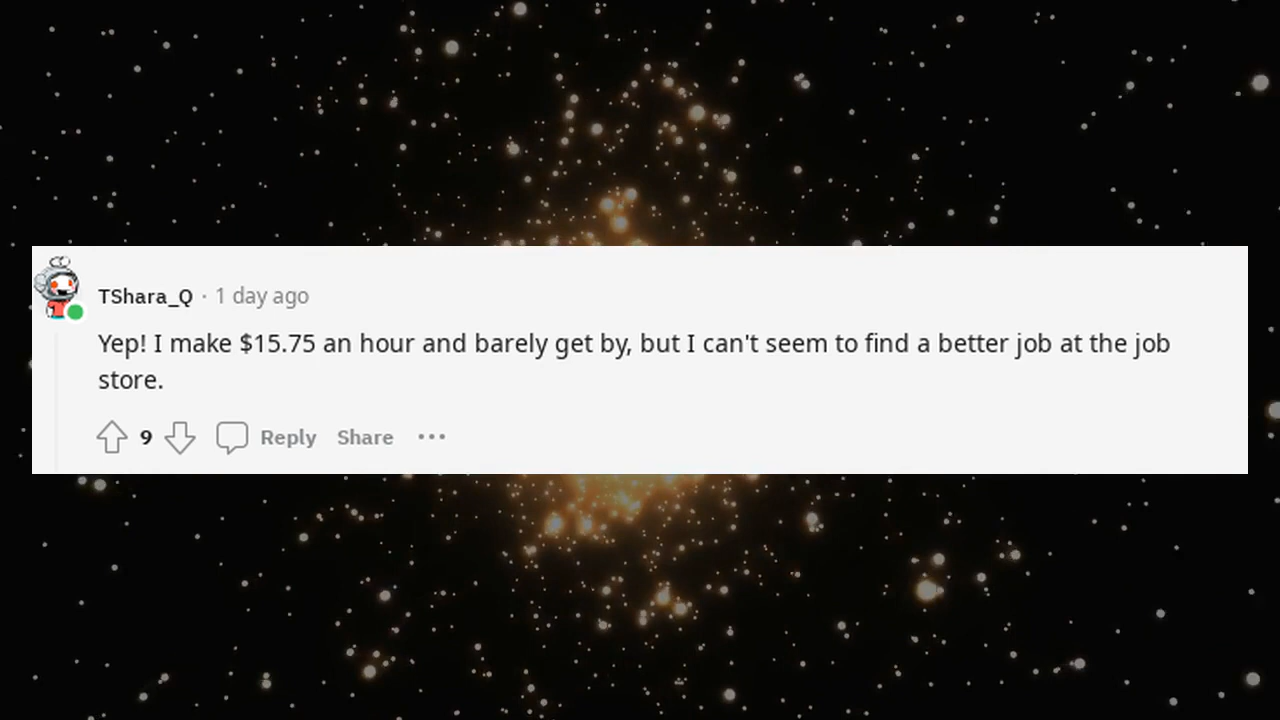 TShara_Q · 1 day ago
Yep! I make $15.75 an hour and barely get by, but I can't seem to find a better job at the job
store.
9 Reply Share ···